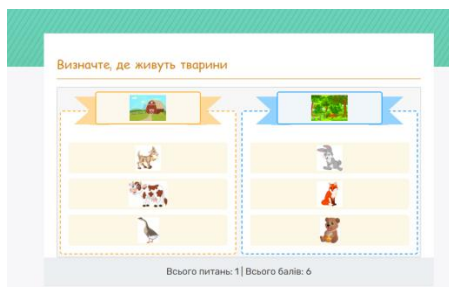 Визначте, де живуть тварини
Всього питань: 1 | Всього балів: 6